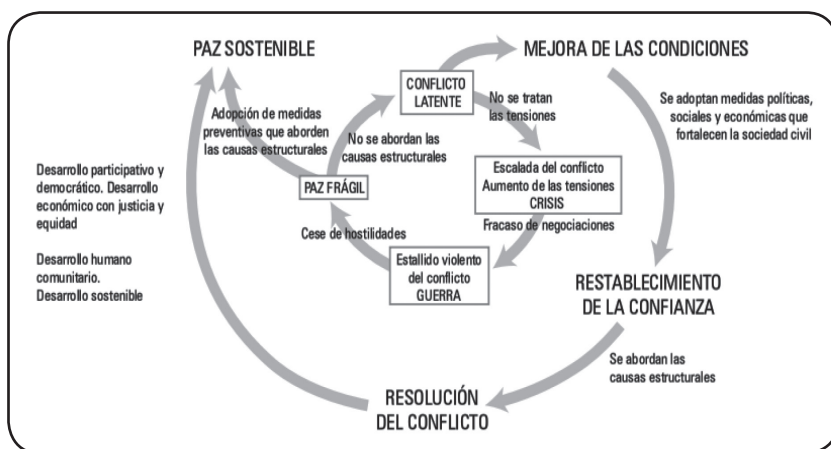 PAZ SOSTENIBLE
MEJORA DE LAS CONDICIONES
CONFLICTO
LATENTE
No se tratan
las tensiones
Se adoptan medidas políticas,
sociales y económicas que
fortalecen la sociedad civil
Adopción de medidas
preventivas que aborden
las causas estructurales
No se abordan las
causas estructurales
Desarrollo participativo y
democrático. Desarrollo
económico con justicia y
equidad
Desarrollo humano
comunitario.
Desarrollo sostenible
PAZ FRÁGIL
Escalada del conflicto
Aumento de las tensiones
CRISIS
Fracaso de negociaciones
Cese de hostilidades
Estallido violento
del conflicto
GUERRA
RESTABLECIMIENTO
DE LA CONFIANZA
Se abordan las
causas estructurales
RESOLUCIÓN
DEL CONFLICTO